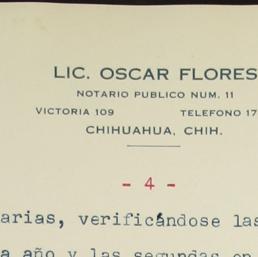 LIC. OSCAR FLORES
NOTARIO PUBLICO NUM. 11
VICTORIA 109 TELEFONO 17
CHIHUAHUA, CHIH.
- 4 -
arias, verificándose las
a año y las segundas en